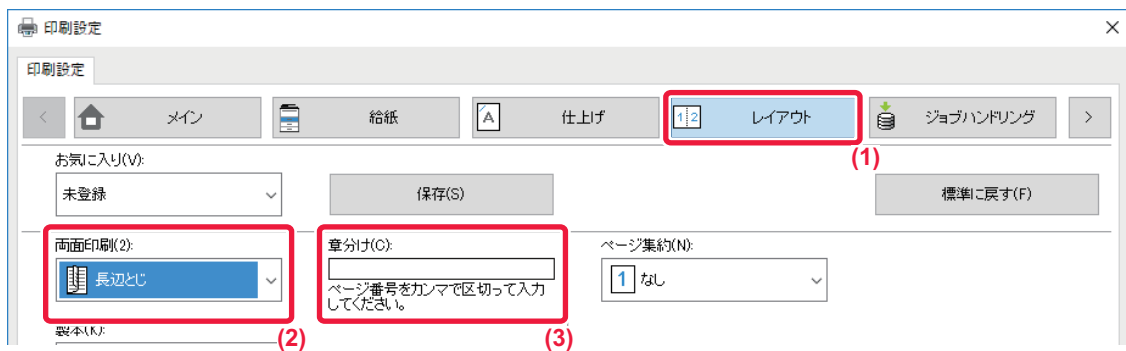 印刷設定
印刷設定
メイン 給紙 A 仕上げ 1 2 レイアウト ジョブハンドリング
(1)
お気に入り(V):
未登録 保存(S) 標準に戻す(F)
両面印刷(2): 章分け(C): ページ集約(N):
長辺とじ 1 なし
ページ番号をカンマで区切って入力
してください。
製本(K):
(2) (3)